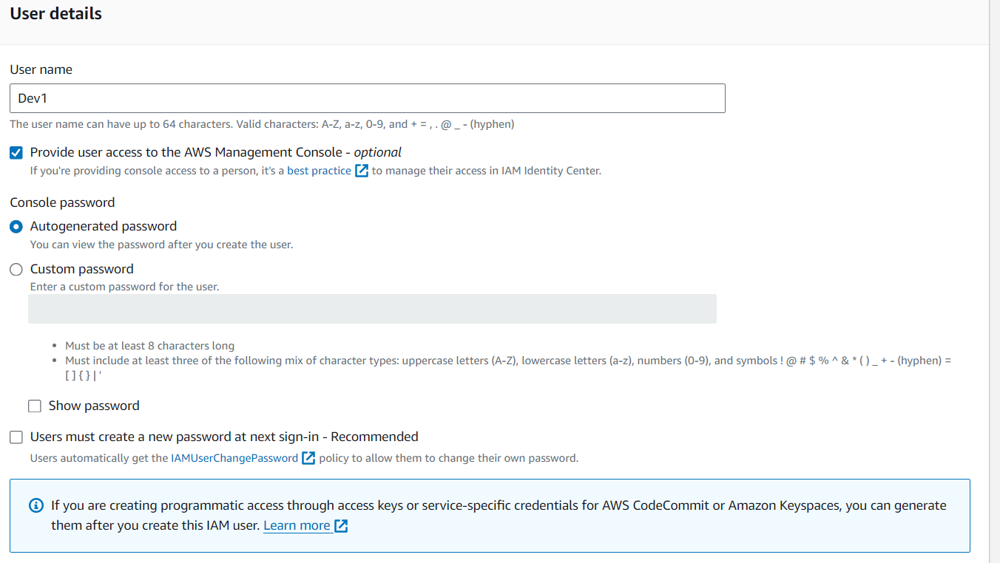 User details
User name
Dev1
The user name can have up to 64 characters. Valid characters: A-Z, a-z, 0-9, and + = , . @ _ - (hyphen)
Provide user access to the AWS Management Console - optional
If you're providing console access to a person, it's a best practice to manage their access in IAM Identity Center.
Console password
Autogenerated password
You can view the password after you create the user.
Custom password
Enter a custom password for the user.
• Must be at least 8 characters long
• Must include at least three of the following mix of character types: uppercase letters (A-Z), lowercase letters (a-z), numbers (0-9), and symbols ! @ # $ % ^ & * ( ) _ + - (hyphen) =
[ ] { } | '
Show password
Users must create a new password at next sign-in - Recommended
Users automatically get the IAMUserChangePassword policy to allow them to change their own password.
If you are creating programmatic access through access keys or service-specific credentials for AWS CodeCommit or Amazon Keyspaces, you can generate
them after you create this IAM user. Learn more